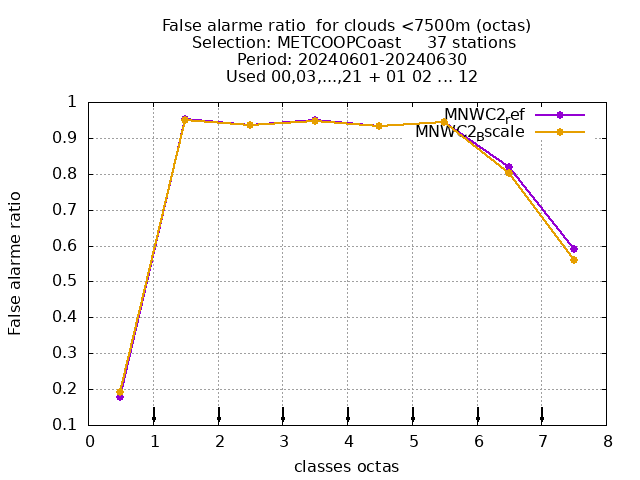 False alarme ratio  for clouds <7500m (octas)
Selection: METCOOPCoast     37 stations
Period: 20240601-20240630
Used 00,03,...,21 + 01 02 ... 12
MNWC2ref
MNWC2Bscale
False alarme ratio
1
0.9
0.8
0.7
0.6
0.5
0.4
0.3
0.2
0.1
0 1 2 3 4 5 6 7 8
classes octas